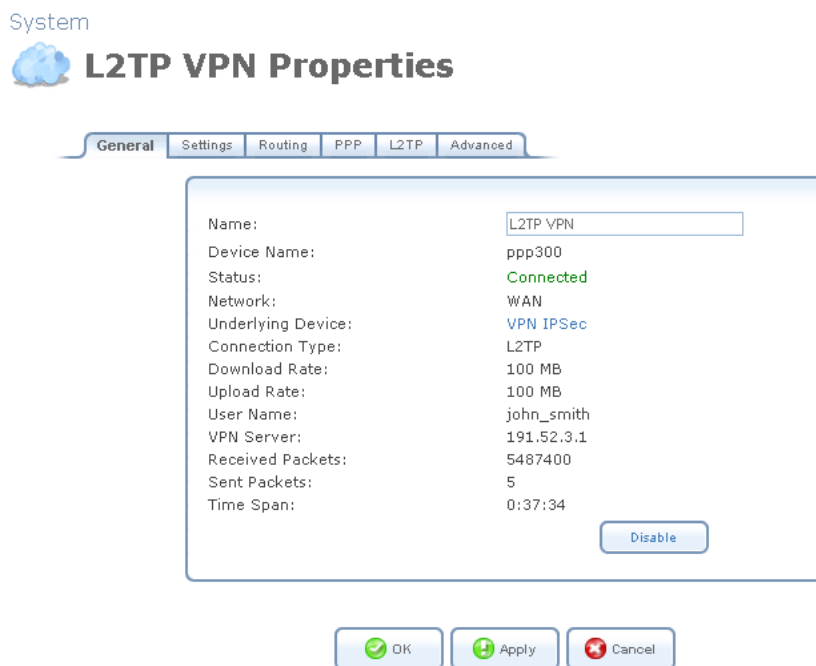 System
L2TP VPN Properties
General Settings Routing PPP L2TP Advanced
Name: L2TP VPN
Device Name: ppp300
Status: Connected
Network: WAN
Underlying Device: VPN IPSec
Connection Type: L2TP
Download Rate: 100 MB
Upload Rate: 100 MB
User Name: john_smith
VPN Server: 191.52.3.1
Received Packets: 5487400
Sent Packets: 5
Time Span: 0:37:34
Disable
OK Apply Cancel